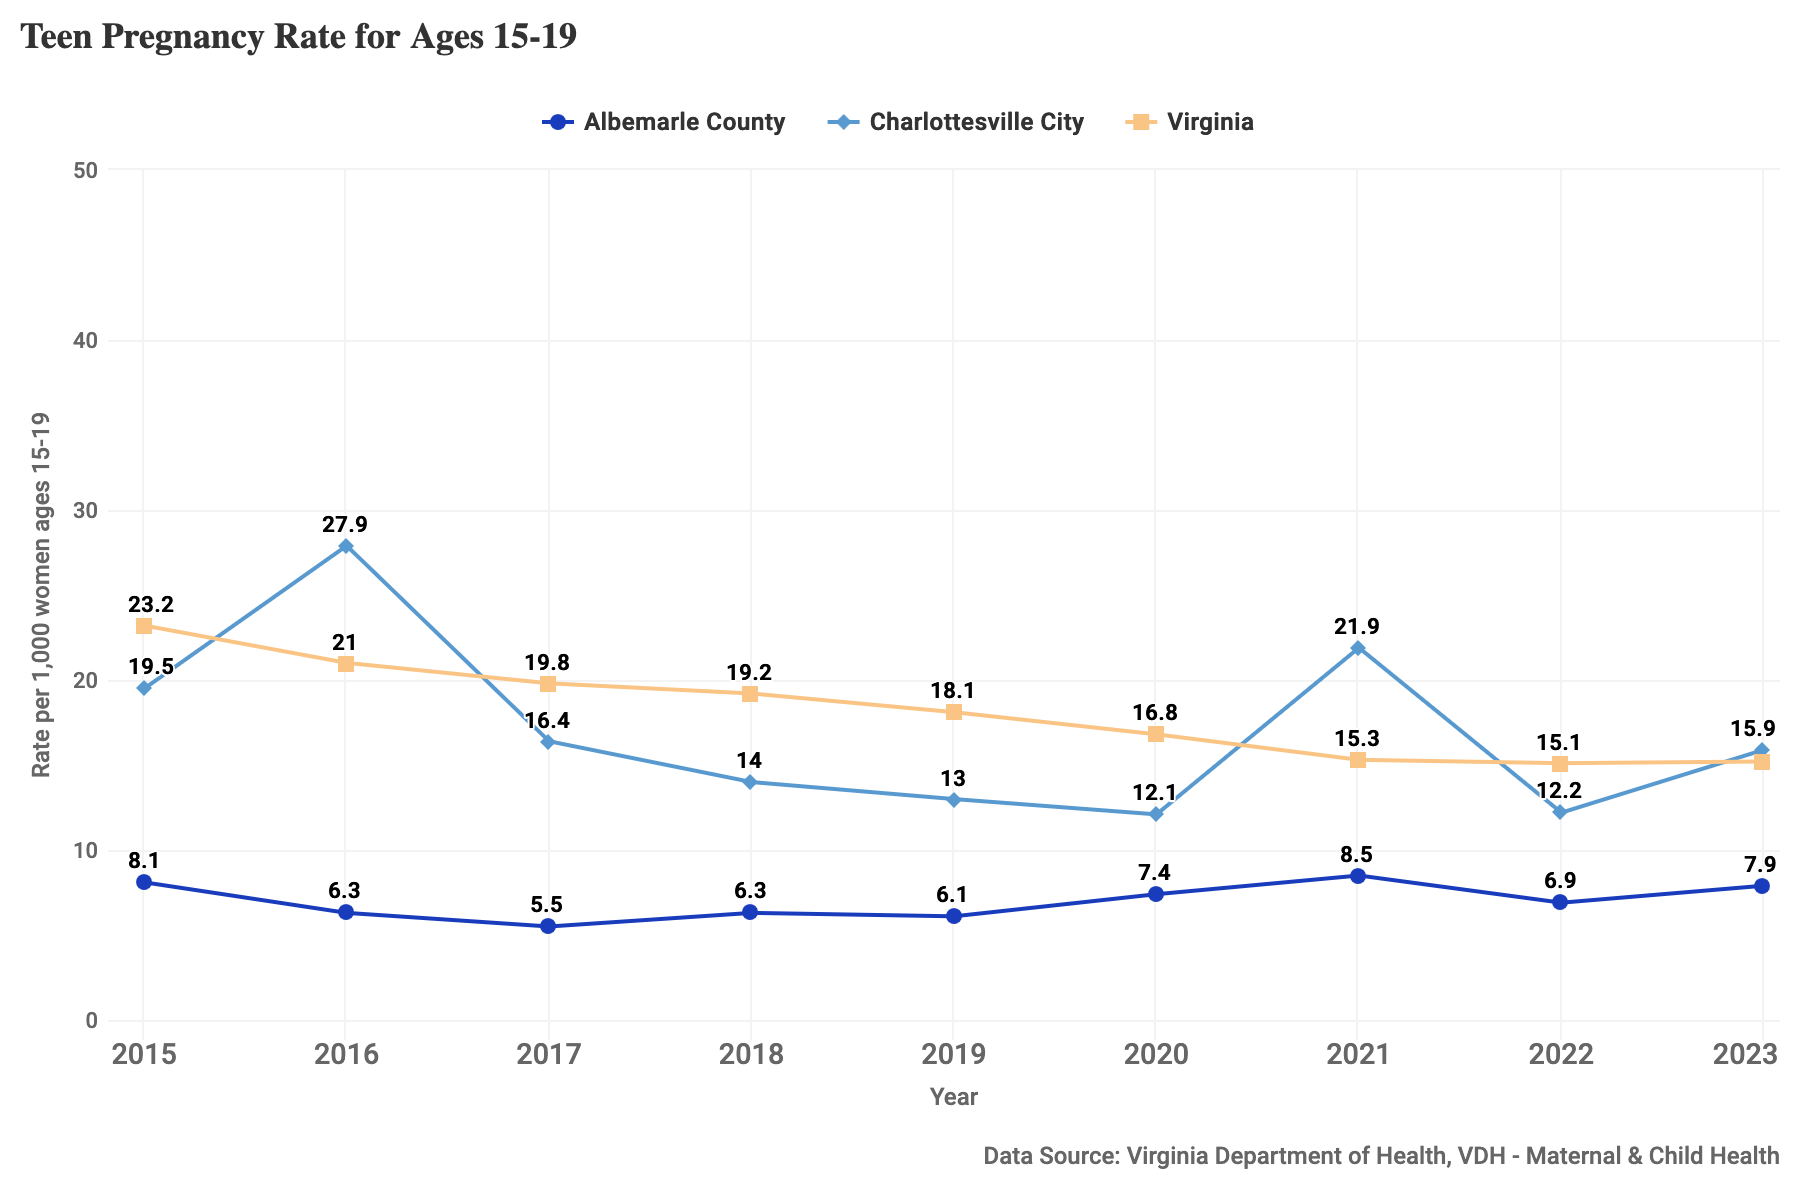 Teen Pregnancy Rate for Ages 15-19
Albemarle County Charlottesville City Virginia
50
40
30
20
10
0
Rate per 1,000 women ages 15-19
23.2 21 19.8 19.2 18.1 16.8 15.3 15.1
19.5 27.9 16.4 14 13 12.1 21.9 12.2 15.9
8.1 6.3 5.5 6.3 6.1 7.4 8.5 6.9 7.9
2015 2016 2017 2018 2019 2020 2021 2022 2023
Year
Data Source: Virginia Department of Health, VDH - Maternal & Child Health